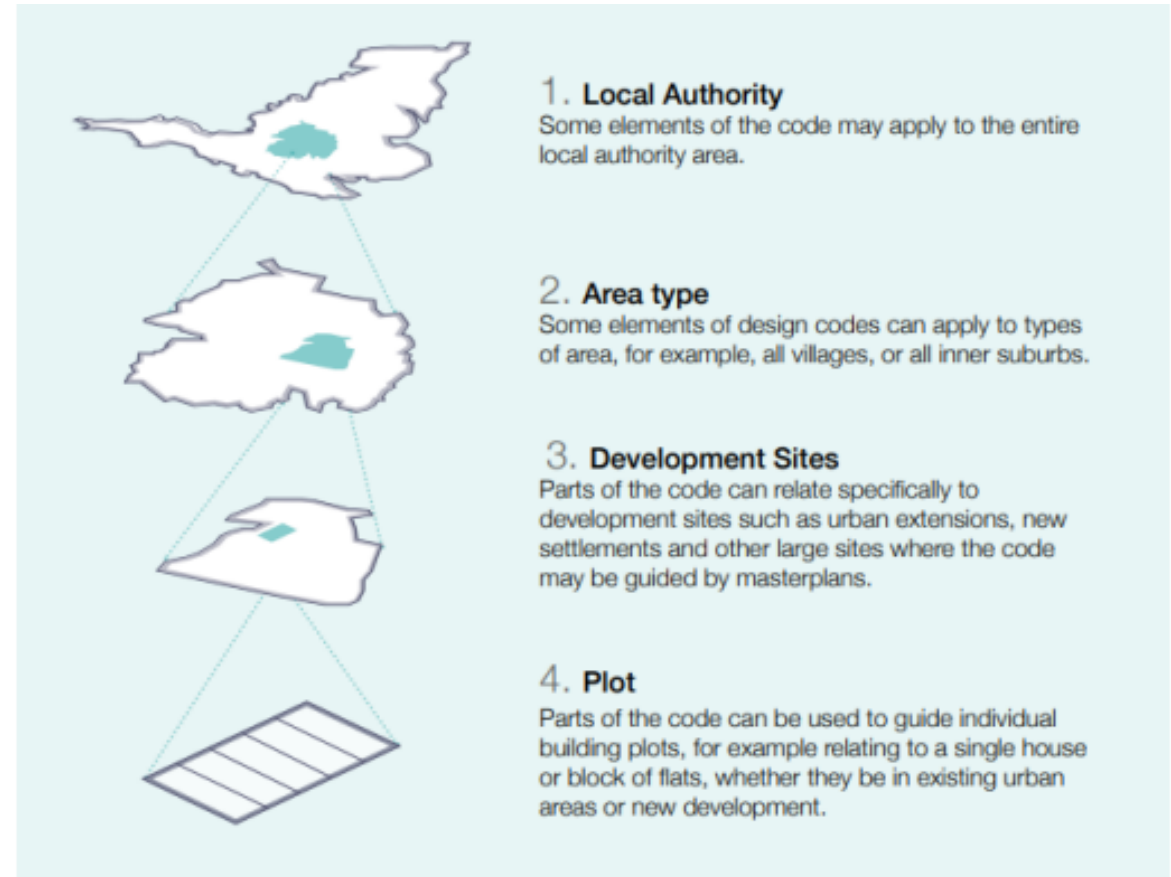 1. Local Authority
Some elements of the code may apply to the entire
local authority area.
2. Area type
Some elements of design codes can apply to types
of area, for example, all villages, or all inner suburbs.
3. Development Sites
Parts of the code can relate specifically to
development sites such as urban extensions, new
settlements and other large sites where the code
may be guided by masterplans.
4. Plot
Parts of the code can be used to guide individual
building plots, for example relating to a single house
or block of flats, whether they be in existing urban
areas or new development.